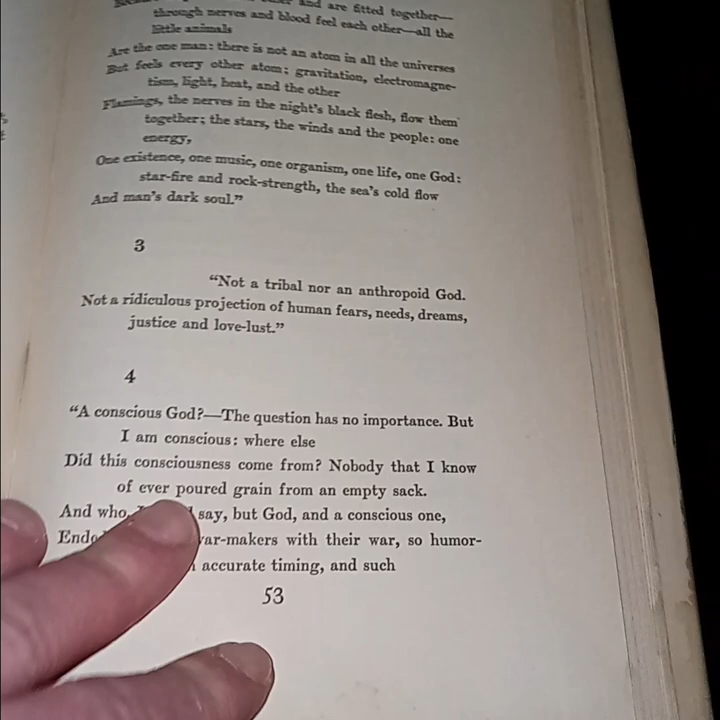 and are fitted together—
through nerves and blood feel each other—all the
little animals
Are the one man: there is not an atom in all the universes
But feels every other atom; gravitation, electromagne-
tism, light, heat, and the other
Flamings, the nerves in the night's black flesh, flow them
together; the stars, the winds and the people: one
energy,
One existence, one music, one organism, one life, one God:
star-fire and rock-strength, the sea's cold flow
And man's dark soul."
3
"Not a tribal nor an anthropoid God.
Not a ridiculous projection of human fears, needs, dreams,
justice and love-lust."
4
"A conscious God?—The question has no importance. But
I am conscious: where else
Did this consciousness come from? Nobody that I know
of ever poured grain from an empty sack.
And who, say, but God, and a conscious one,
war-makers with their war, so humor-
accurate timing, and such
53